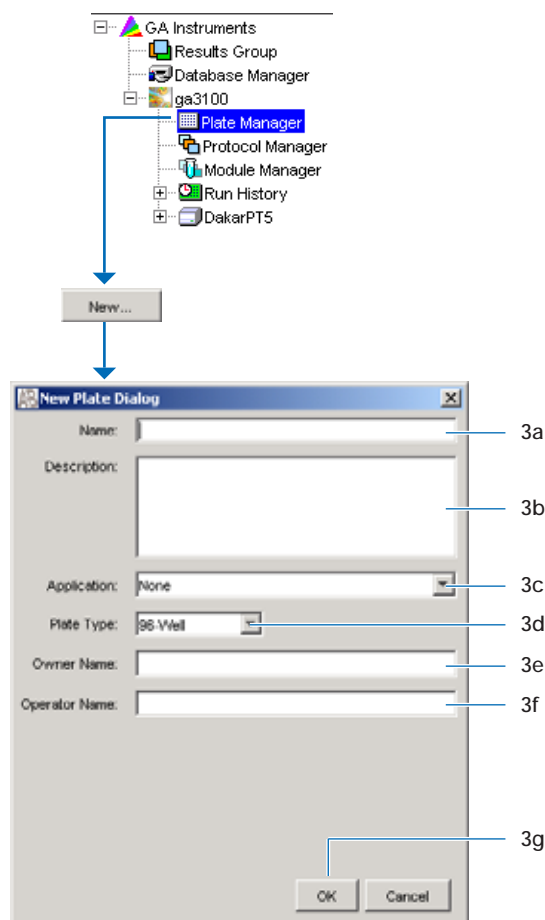 GA Instruments
Results Group
Database Manager
ga3100
Plate Manager
Protocol Manager
Module Manager
Run History
DakarPT5
New...
New Plate Dialog
Name:
3a
Description:
3b
Application:
None
3c
Plate Type:
96-Well
3d
Owner Name:
3e
Operator Name:
3f
3g
OK
Cancel